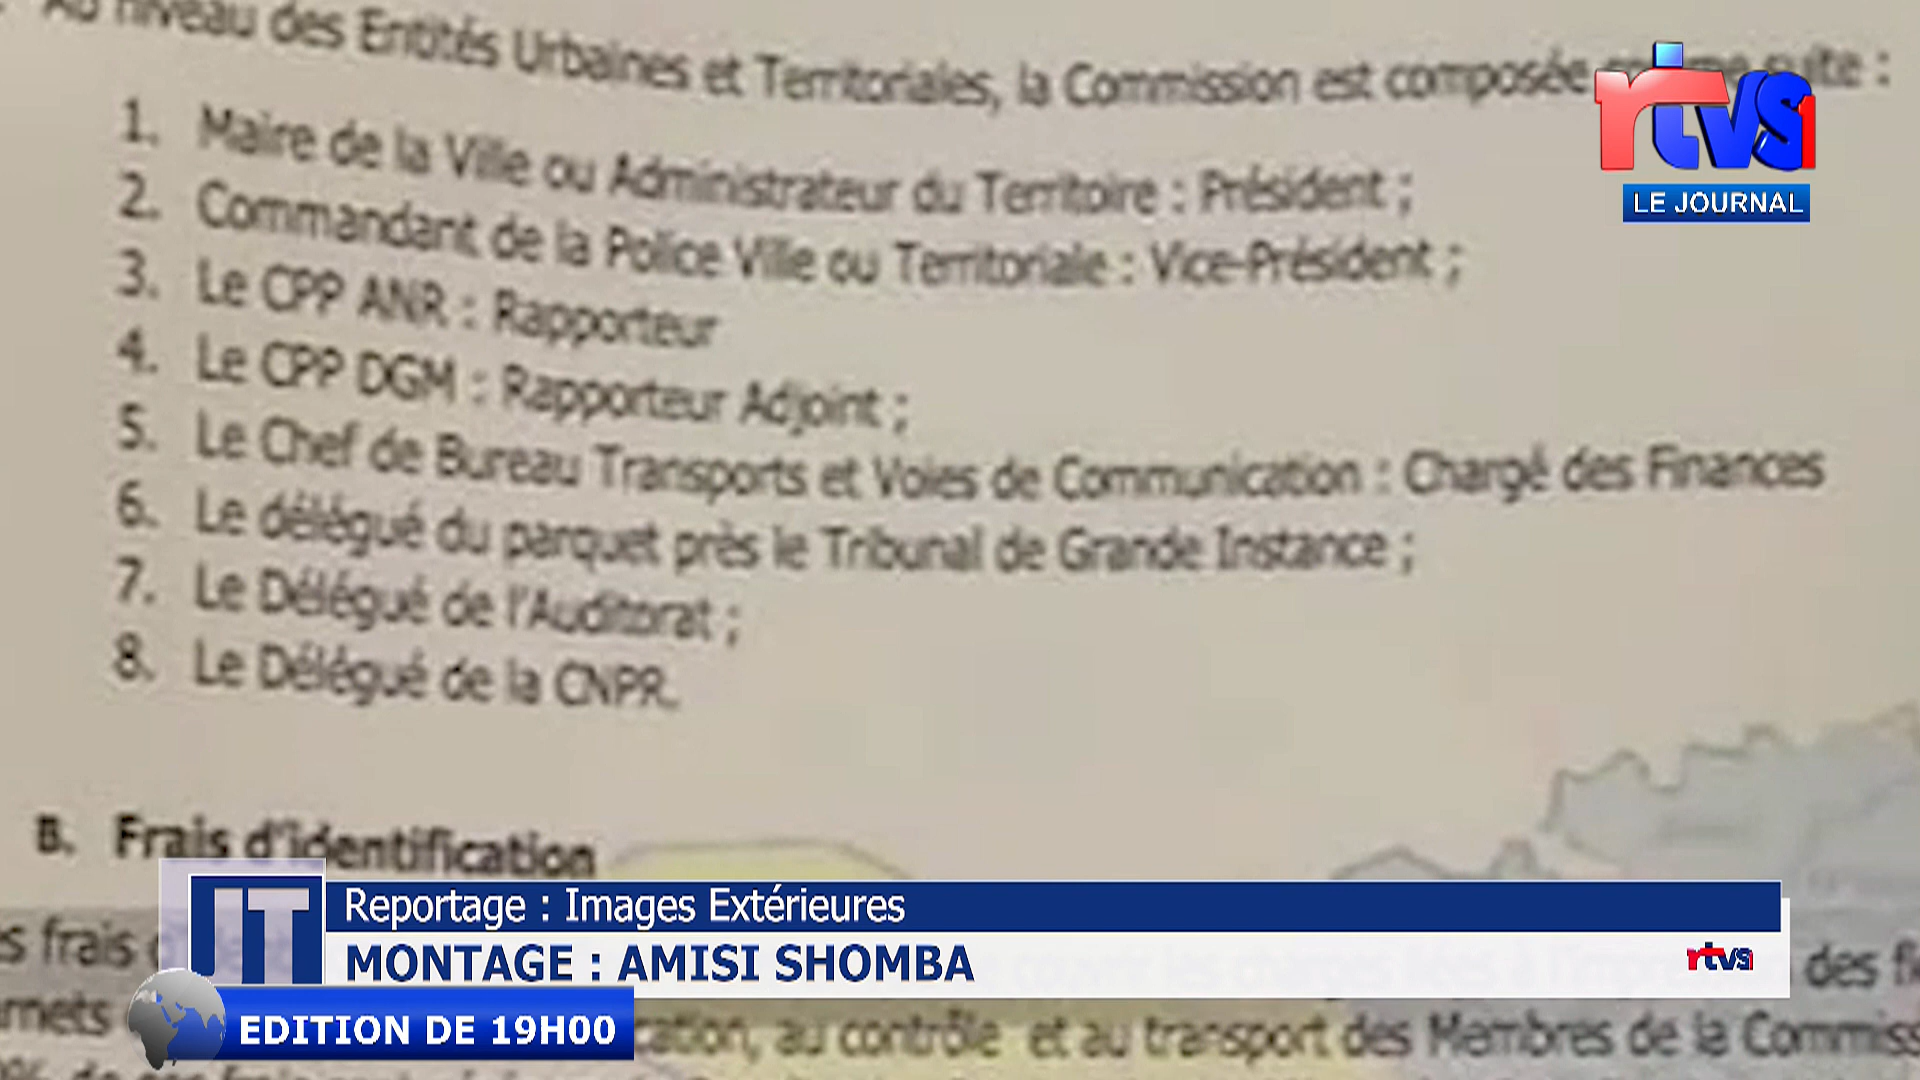 Au niveau des Entités Urbaines et Territoriales, la Commission est composée comme suite :
1. Maire de la Ville ou Administrateur du Territoire : Président ;
2. Commandant de la Police Ville ou Territoriale : Vice-Président ;
3. Le CPP ANR : Rapporteur
4. Le CPP DGM : Rapporteur Adjoint ;
5. Le Chef de Bureau Transports et Voies de Communication : Chargé des Finances
6. Le délégué du parquet près le Tribunal de Grande Instance ;
7. Le Délégué de l'Auditorat ;
8. Le Délégué de la CNPR.
rtvs1
LE JOURNAL
B. Frais d'identification
frais
des
au contrôle et au transport des Membres de la
JT
Reportage : Images Extérieures
MONTAGE : AMISI SHOMBA
rtvs1
EDITION DE 19H00